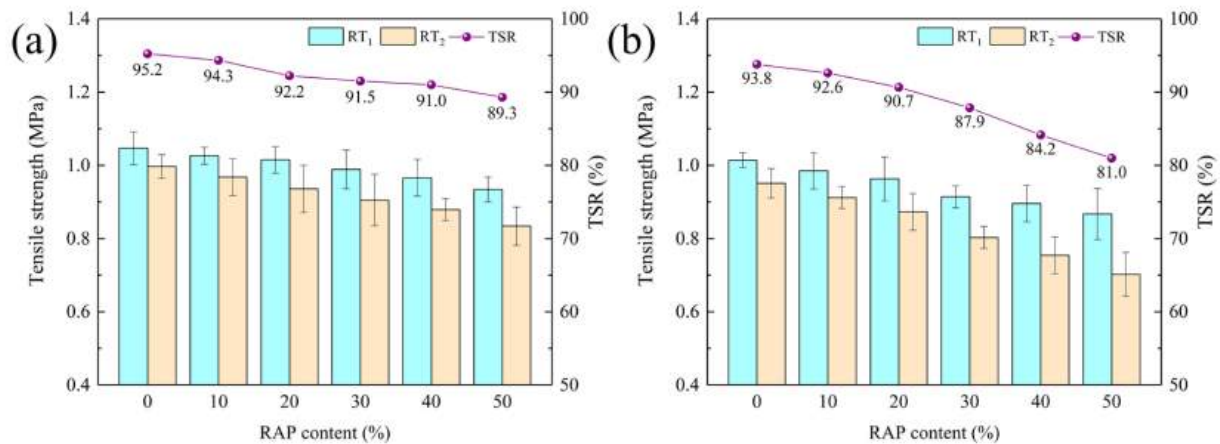 (a)
RT1 RT2 TSR
1.4
1.2
1.0
0.8
0.6
0.4
Tensile strength (MPa)
95.2 94.3 92.2 91.5 91.0 89.3
100
90
80
70
60
50
TSR (%)
0 10 20 30 40 50
RAP content (%)
(b)
RT1 RT2 TSR
1.4
1.2
1.0
0.8
0.6
0.4
Tensile strength (MPa)
93.8 92.6 90.7 87.9 84.2 81.0
100
90
80
70
60
50
TSR (%)
0 10 20 30 40 50
RAP content (%)